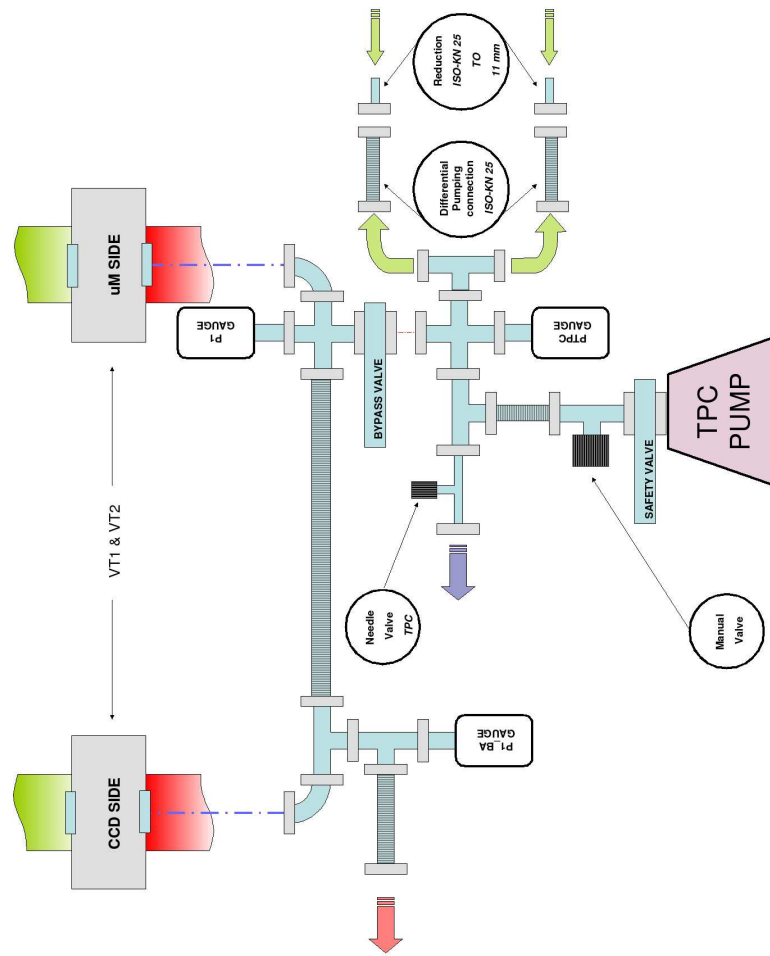 Reduction
ISO-KN 25
TO
11 mm
Differential
Pumping
connection
ISO-KN 25
uM SIDE
P1
GAUGE
PTPC
GAUGE
BYPASS VALVE
TPC
PUMP
SAFETY VALVE
VT1 & VT2
Needle
Valve
TPC
Manual
Valve
CCD SIDE
P1_BA
GAUGE